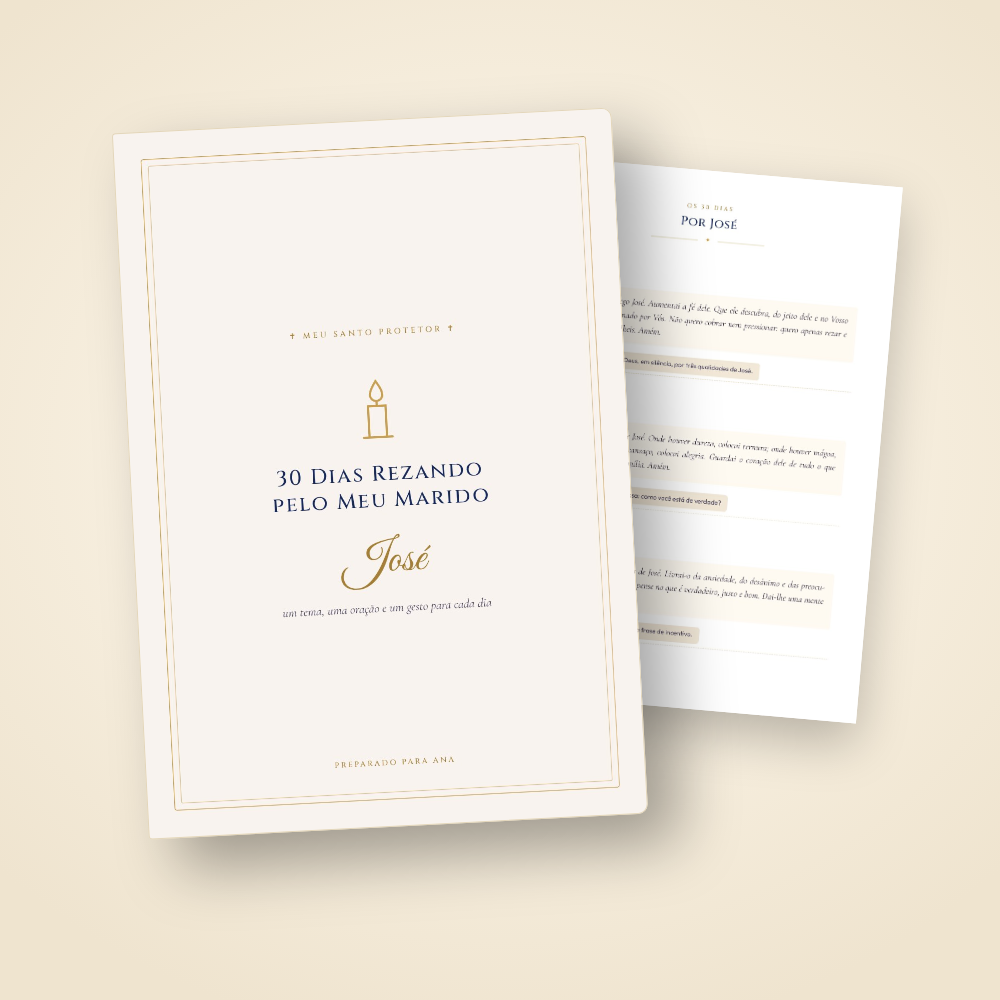 ✝ MEU SANTO PROTETOR ✝
30 DIAS REZANDO
PELO MEU MARIDO
José
um tema, uma oração e um gesto para cada dia
PREPARADO PARA ANA
OS 30 DIAS
POR JOSÉ
José. Aumentai a fé dele. Que ele descubra, do jeito dele e no Vosso
por Vós. Não quero cobrar nem pressionar: quero apenas rezar e
Amém.
Deus, em silêncio, por três qualidades de José.
José. Onde houver dureza, colocai ternura; onde houver mágoa,
colocai alegria. Guardai o coração dele de tudo o que
Amém.
como você está de verdade?
de José. Livrai-o da ansiedade, do desânimo e das preocu-
pense no que é verdadeiro, justo e bom. Dai-lhe uma mente
frase de incentivo.